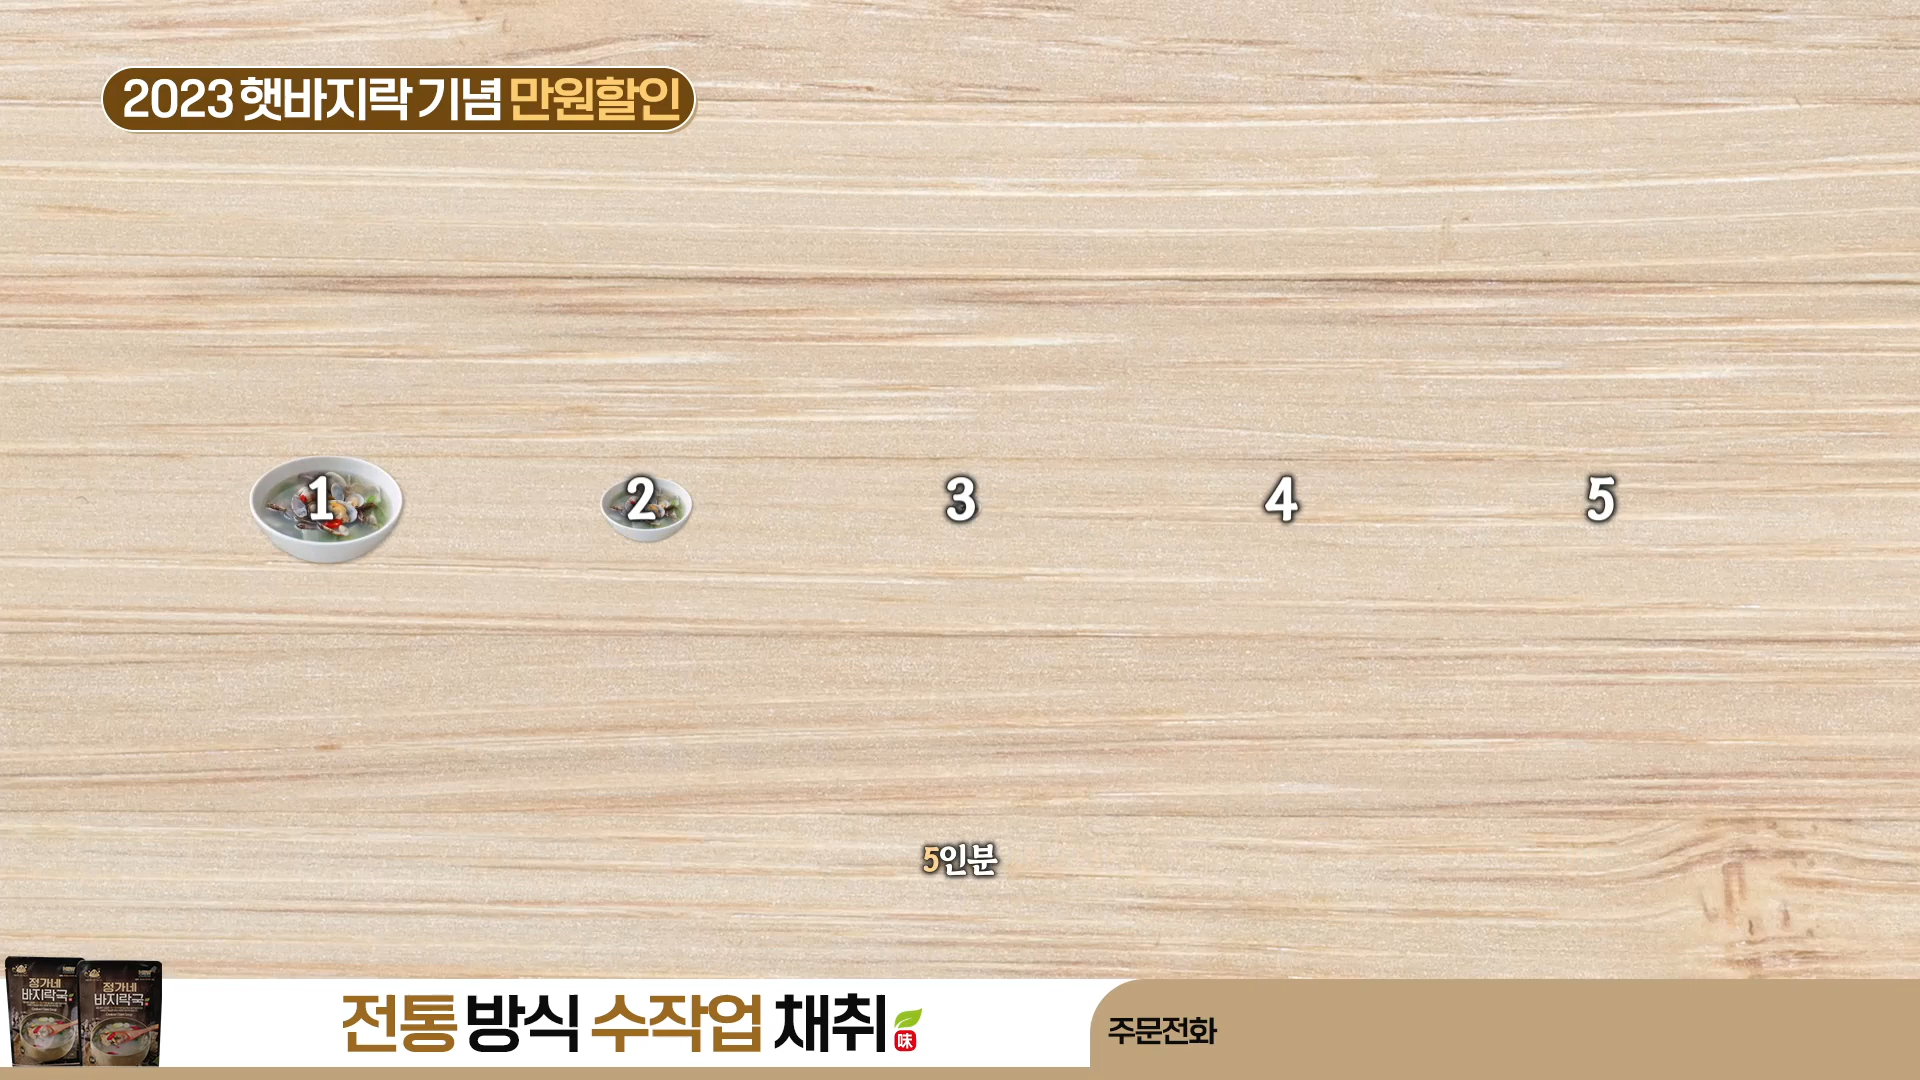 2023 햇바지락 기념 만원할인
1 2 3 4 5
5인분
정가네
바지락국
정가네
바지락국
전통 방식 수작업 채취
味
주문전화